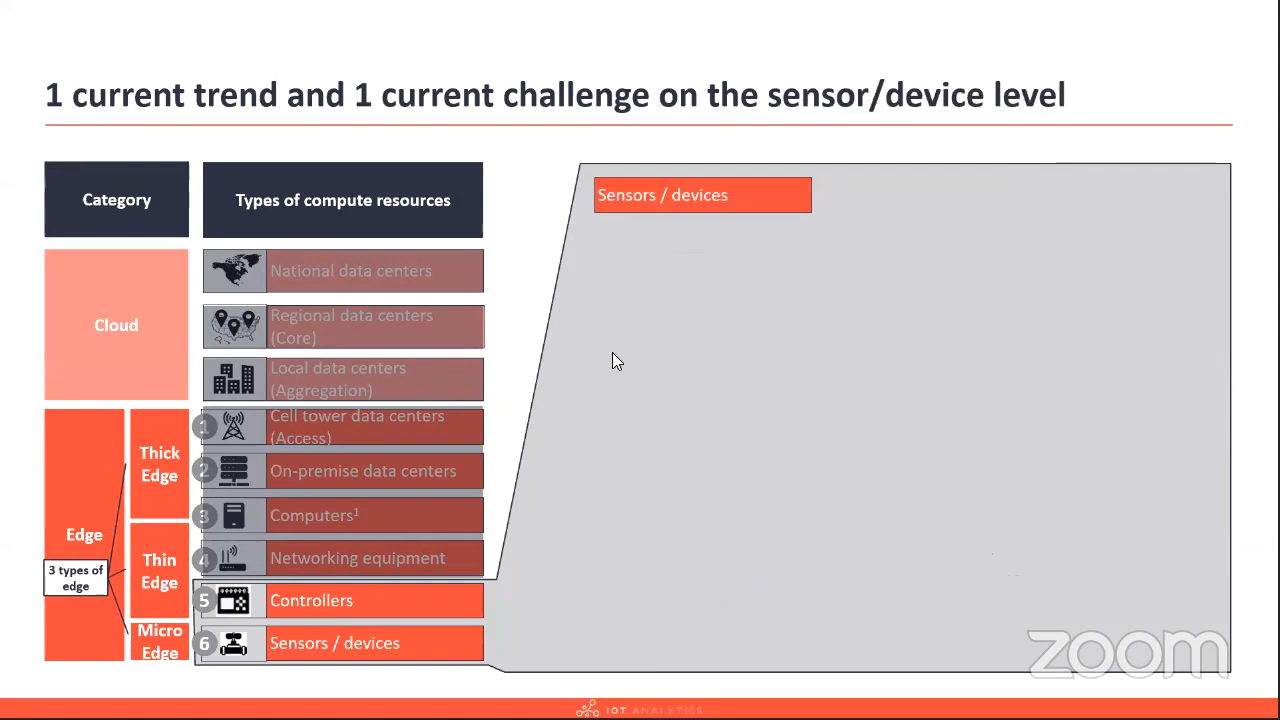 1 current trend and 1 current challenge on the sensor/device level
Category
Types of compute resources
Sensors / devices
Cloud
National data centers
Regional data centers
(Core)
Local data centers
(Aggregation)
Edge
3 types of
edge
Thick
Edge
Thin
Edge
Micro
Edge
1
Cell tower data centers
(Access)
2
On-premise data centers
3
Computers¹
4
Networking equipment
5
Controllers
6
Sensors / devices
zoom
IOT ANALYTICS